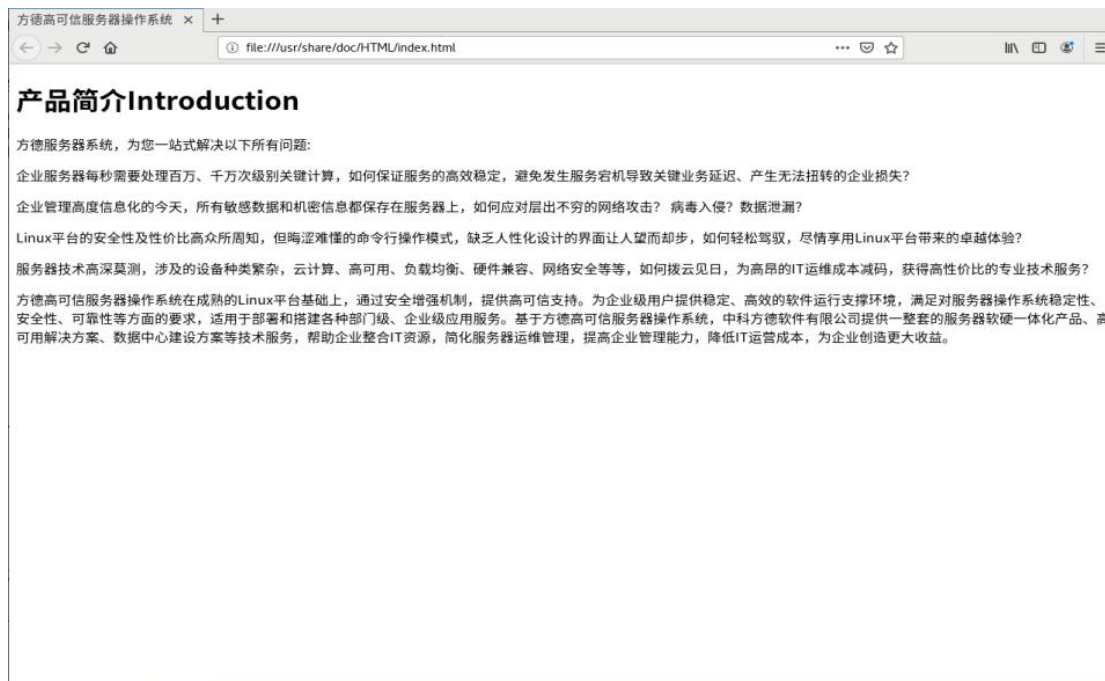 方德高可信服务器操作系统
file:///usr/share/doc/HTML/index.html
产品简介Introduction
方德服务器系统，为您一站式解决以下所有问题:
企业服务器每秒需要处理百万、千万次级别关键计算，如何保证服务的高效稳定，避免发生服务宕机导致关键业务延迟、产生无法扭转的企业损失?
企业管理高度信息化的今天，所有敏感数据和机密信息都保存在服务器上，如何应对层出不穷的网络攻击? 病毒入侵? 数据泄漏?
Linux平台的安全性及性价比高众所周知，但晦涩难懂的命令行操作模式，缺乏人性化设计的界面让人望而却步，如何轻松驾驭，尽情享用Linux平台带来的卓越体验?
服务器技术高深莫测，涉及的设备种类繁杂，云计算、高可用、负载均衡、硬件兼容、网络安全等等，如何拨云见日，为高昂的IT运维成本减码，获得高性价比的专业技术服务?
方德高可信服务器操作系统在成熟的Linux平台基础上，通过安全增强机制，提供高可信支持。为企业级用户提供稳定、高效的软件运行支撑环境，满足对服务器操作系统稳定性、
安全性、可靠性等方面的要求，适用于部署和搭建各种部门级、企业级应用服务。基于方德高可信服务器操作系统，中科方德软件有限公司提供一整套的服务器软硬一体化产品、高
可用解决方案、数据中心建设方案等技术服务，帮助企业整合IT资源，简化服务器运维管理，提高企业管理能力，降低IT运营成本，为企业创造更大收益。